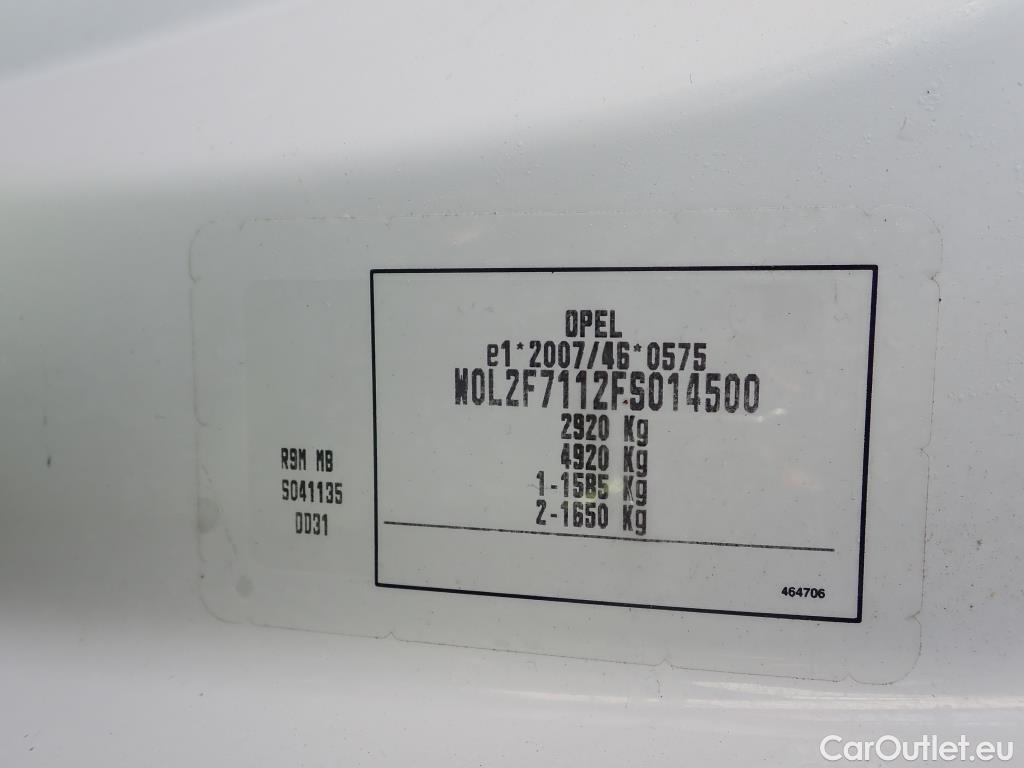 OPEL
e1*2007/46*0575
W0L2F7112FS014500
2920 Kg
4920 Kg
1-1585 Kg
2-1650 Kg
R9M MB
S041135
DD31
464706
CarOutlet.eu